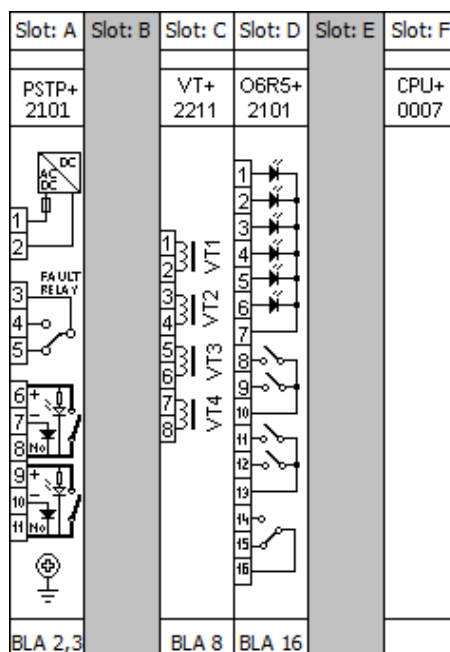 Slot: A Slot: B Slot: C Slot: D Slot: E Slot: F
PSTP+ VT+ O6R5+ CPU+
2101 2211 2101 0007
DC
AC
DC
1
2
FAULT
RELAY
3
4
5
6 +
7 −
8 No
9 +
10 −
11 No
1
2
VT1
3
4
VT2
5
6
VT3
7
8
VT4
1
2
3
4
5
6
7
8
9
10
11
12
13
14
15
16
BLA 2,3 BLA 8 BLA 16